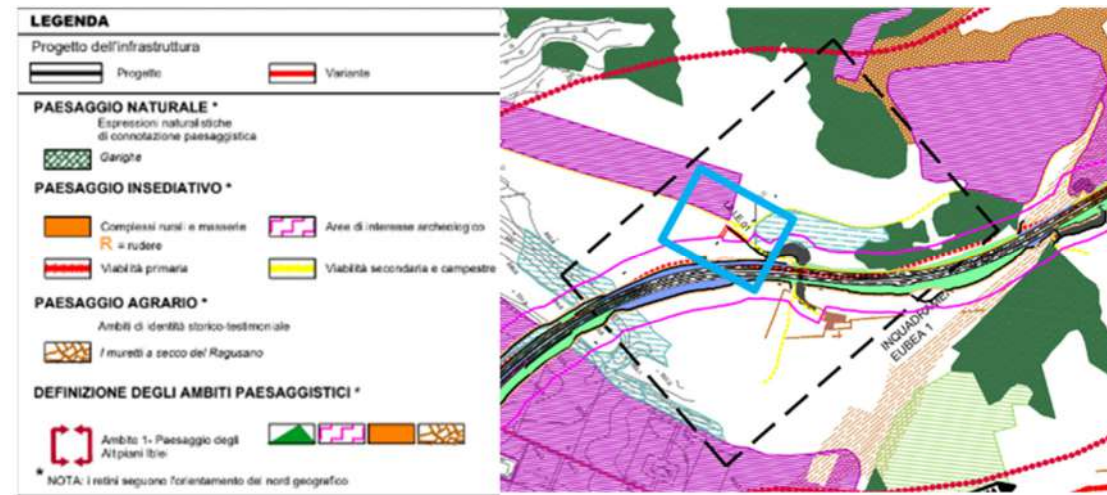 LEGENDA
Progetto dell'infrastruttura
Progetto
Variante
PAESAGGIO NATURALE *
Espressioni naturalistiche
di connotazione paesaggistica
Garighe
PAESAGGIO INSEDIATIVO *
Complessi rurali e masserie
R = rudere
Aree di interesse archeologico
Viabilità primaria
Viabilità secondaria e campestre
PAESAGGIO AGRARIO *
Ambiti di identità storico-testimoniale
I muretti a secco del Ragusano
DEFINIZIONE DEGLI AMBITI PAESAGGISTICI *
Ambito 1- Paesaggio degli
Altpiani Iblei
* NOTA: i retini seguono l'orientamento del nord geografico
EUBEA 1